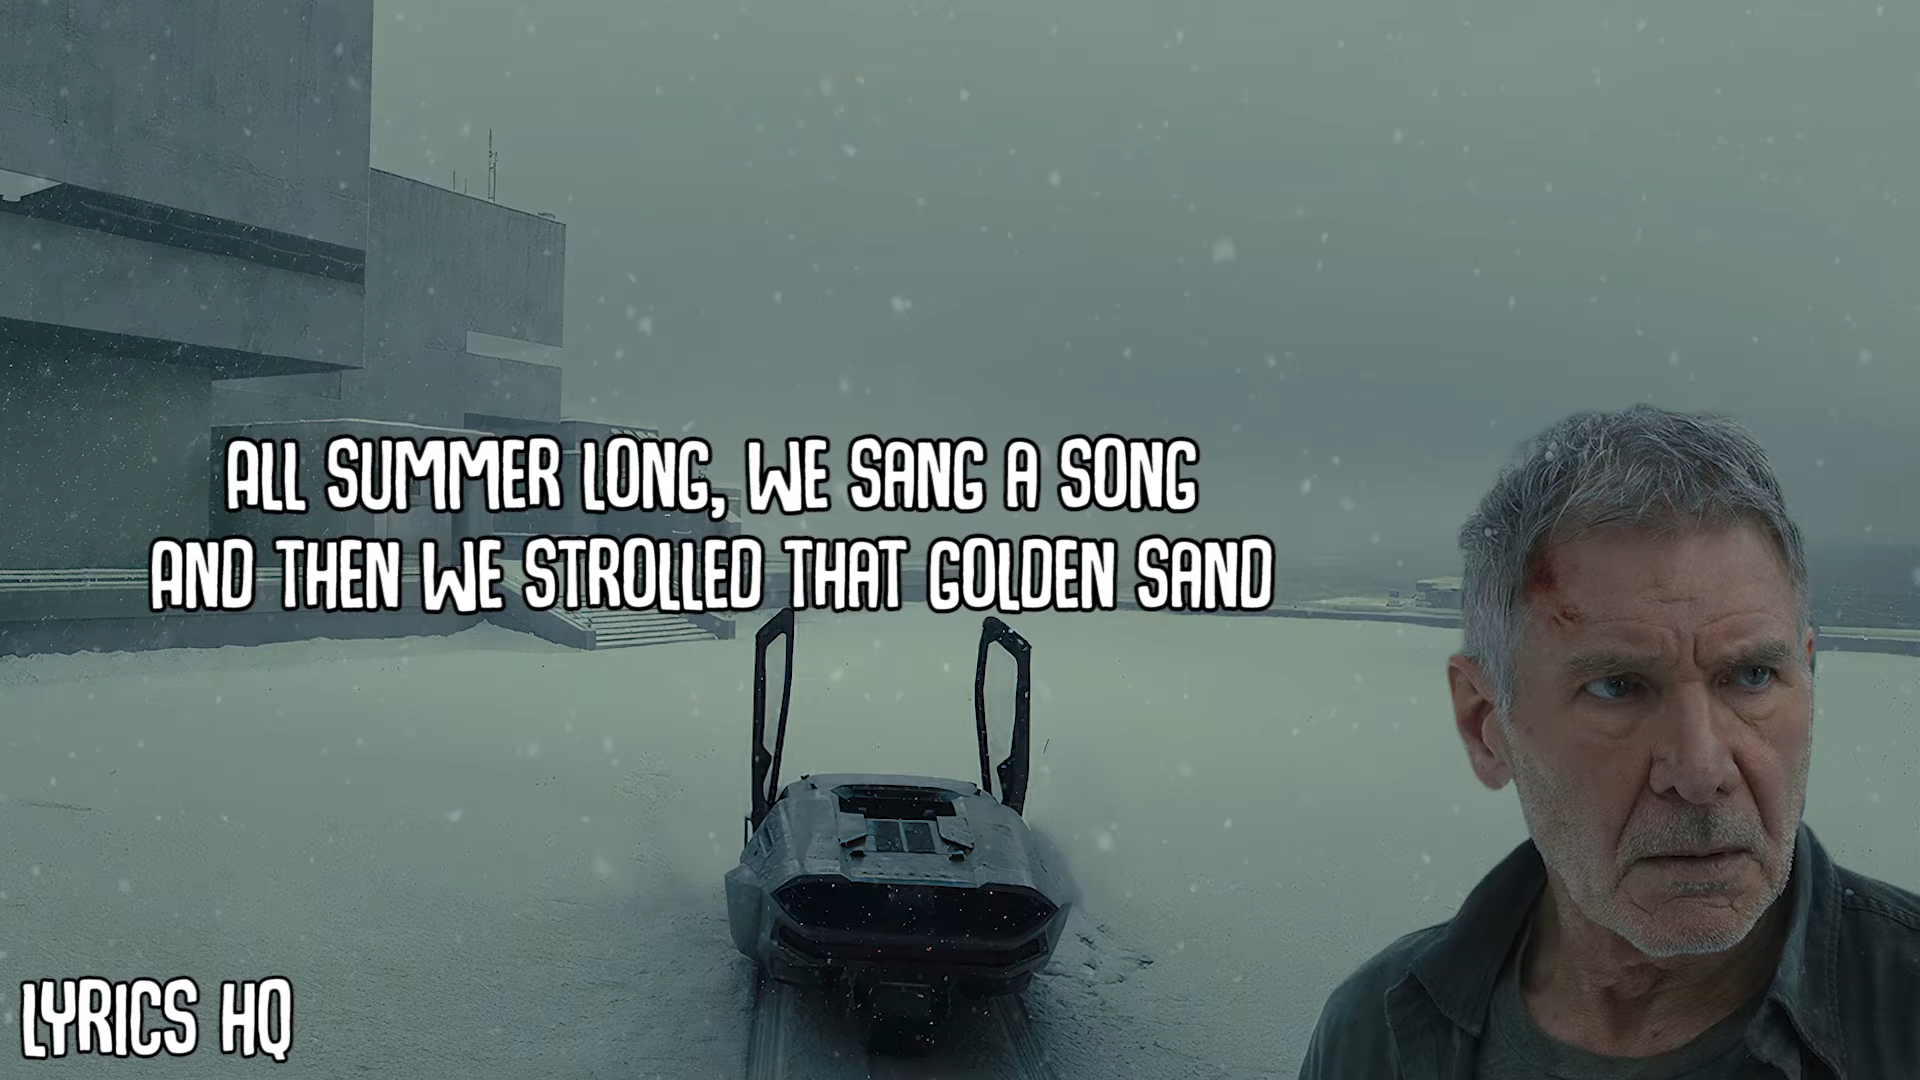 ALL SUMMER LONG, WE SANG A SONG
AND THEN WE STROLLED THAT GOLDEN SAND
LYRICS HQ